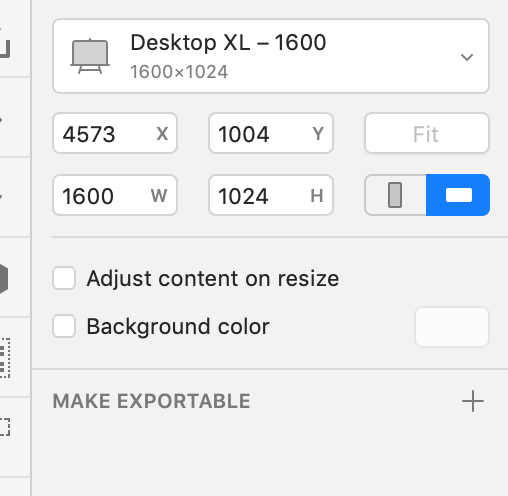 Desktop XL – 1600
1600×1024
4573 X 1004 Y Fit
1600 W 1024 H
Adjust content on resize
Background color
MAKE EXPORTABLE